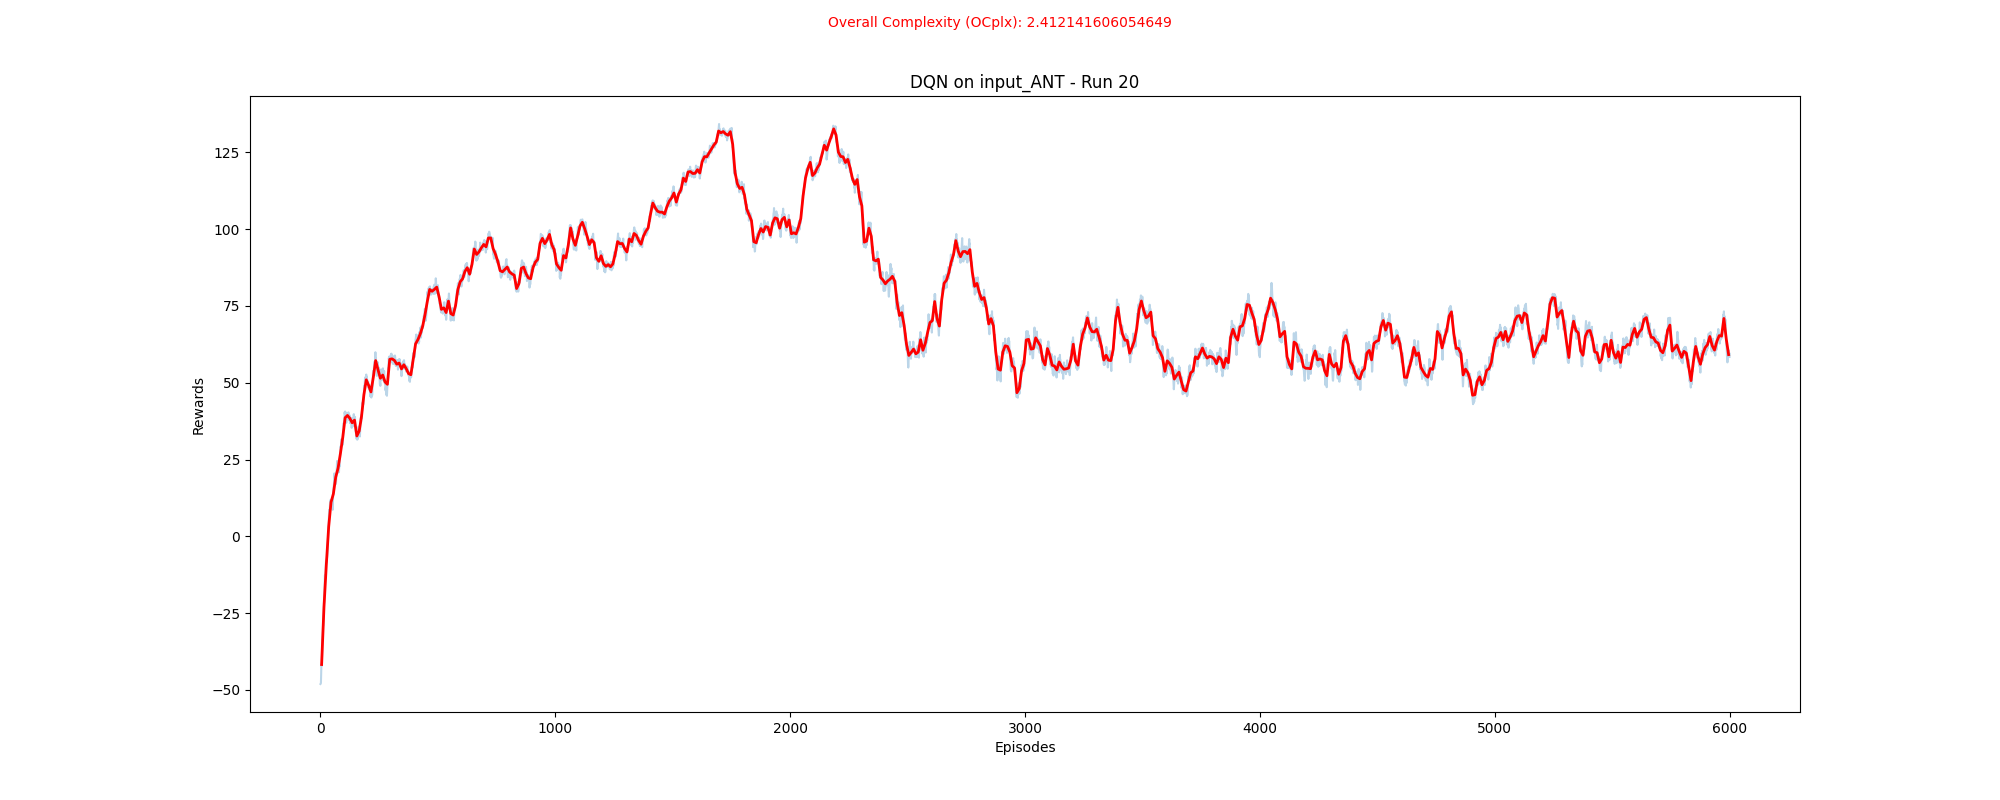 Overall Complexity (OCplx): 2.412141606054649
DQN on input_ANT - Run 20
125
100
75
50
25
0
−25
−50
Rewards
0 1000 2000 3000 4000 5000 6000
Episodes